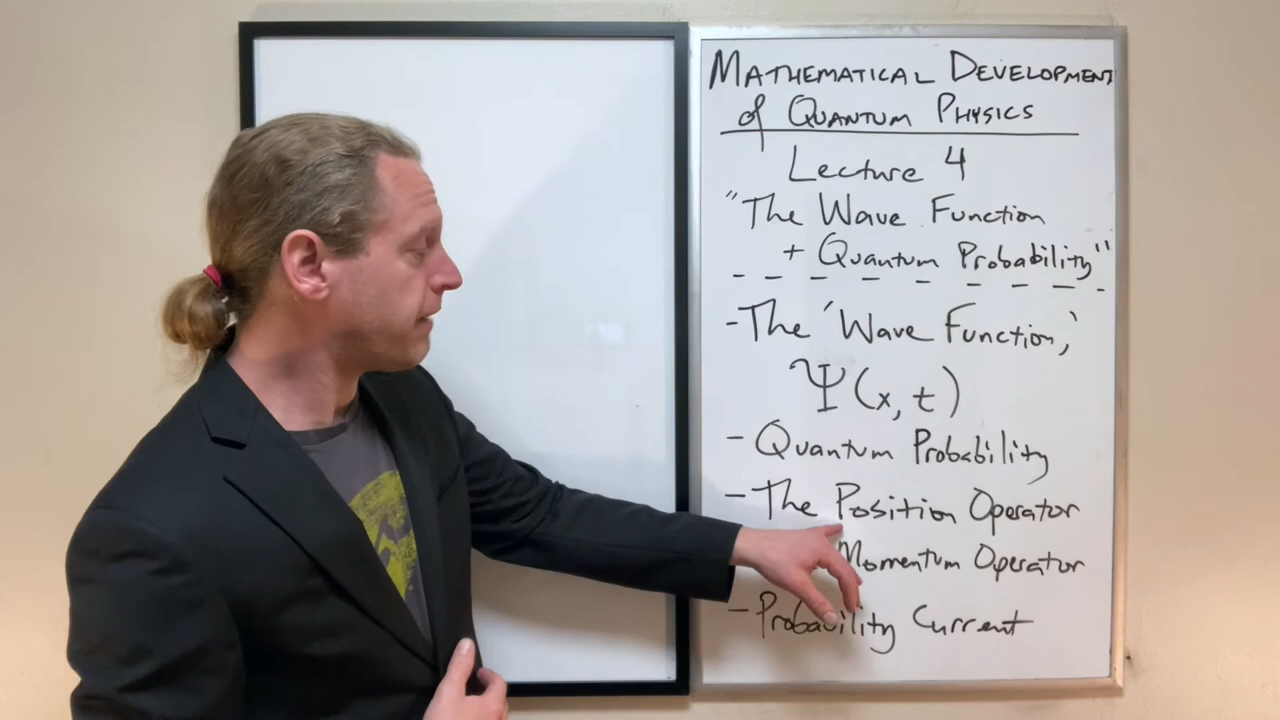 MATHEMATICAL DEVELOPMENT
of QUANTUM PHYSICS
Lecture 4
"The Wave Function
+ Quantum Probability"
- The 'Wave Function,'
Ψ(x, t)
- Quantum Probability
- The Position Operator
Momentum Operator
- Probability Current